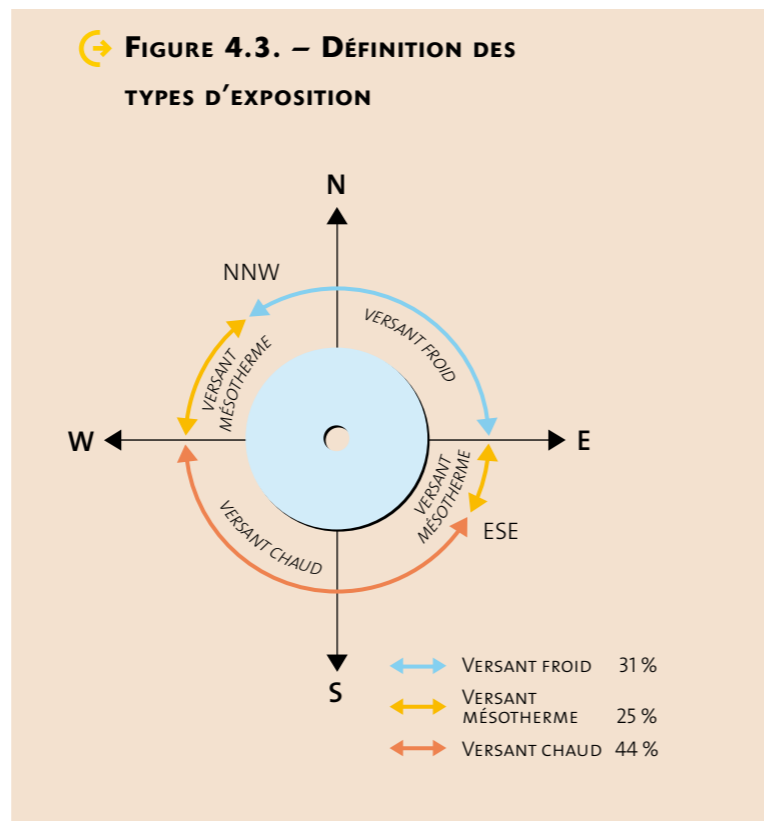 FIGURE 4.3. – DÉFINITION DES
TYPES D'EXPOSITION
N
NNW
VERSANT FROID
VERSANT
MÉSOTHERME
W
E
VERSANT
MÉSOTHERME
VERSANT CHAUD
ESE
S
VERSANT FROID 31 %
VERSANT
MÉSOTHERME 25 %
VERSANT CHAUD 44 %